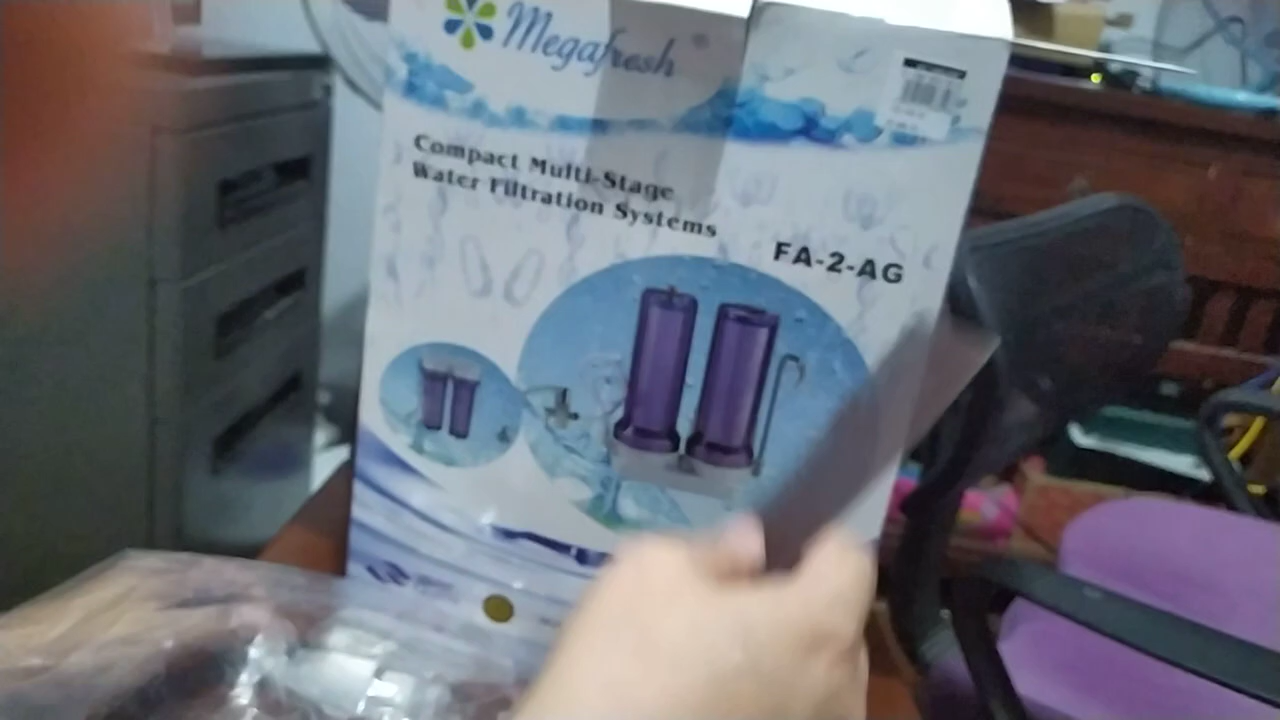 Megafresh
Compact Multi-Stage
Water Filtration Systems
FA-2-AG